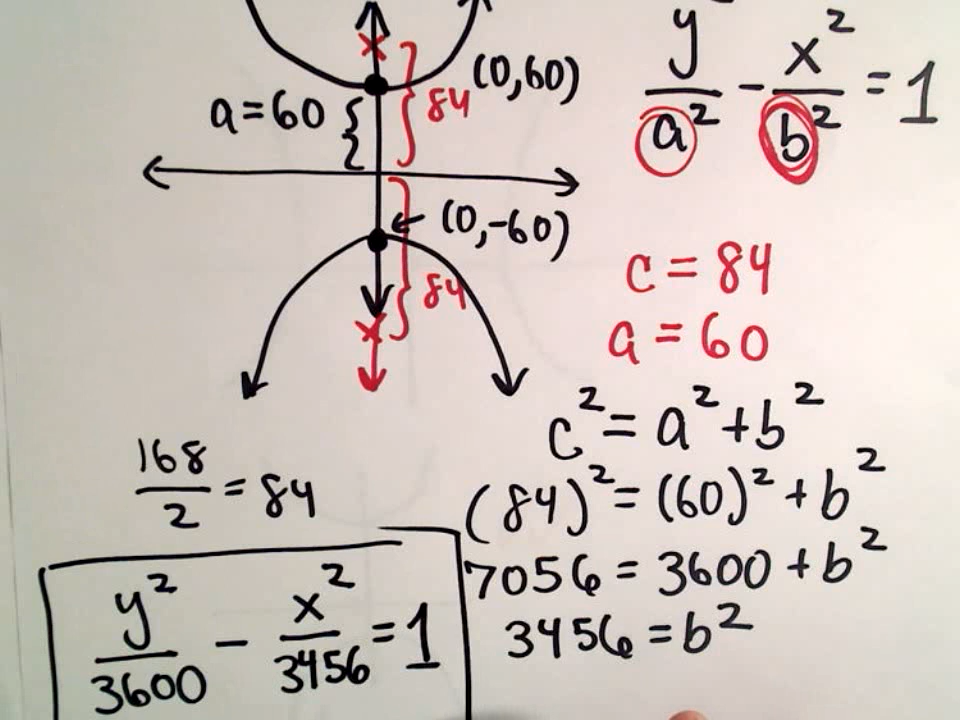 (0,60)
a = 60
84
y² / a² - x² / b² = 1
(0,-60)
84
c = 84
a = 60
c² = a² + b²
168 / 2 = 84
(84)² = (60)² + b²
7056 = 3600 + b²
3456 = b²
y² / 3600 - x² / 3456 = 1